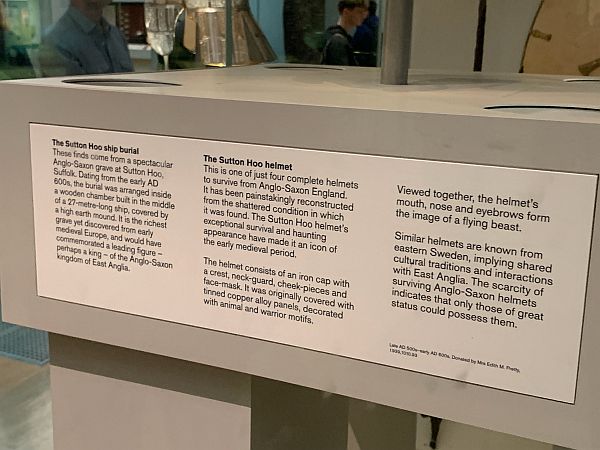 The Sutton Hoo ship burial
These finds come from a spectacular
Anglo-Saxon grave at Sutton Hoo,
Suffolk. Dating from the early AD
600s, the burial was arranged inside
a wooden chamber built in the middle
of a 27-metre-long ship, covered by
a high earth mound. It is the richest
grave yet discovered from early
medieval Europe, and would have
commemorated a leading figure –
perhaps a king – of the Anglo-Saxon
kingdom of East Anglia.
The Sutton Hoo helmet
This is one of just four complete helmets
to survive from Anglo-Saxon England.
It has been painstakingly reconstructed
from the shattered condition in which
it was found. The Sutton Hoo helmet's
exceptional survival and haunting
appearance have made it an icon of
the early medieval period.
The helmet consists of an iron cap with
a crest, neck-guard, cheek-pieces and
face-mask. It was originally covered with
tinned copper alloy panels, decorated
with animal and warrior motifs.
Viewed together, the helmet's
mouth, nose and eyebrows form
the image of a flying beast.
Similar helmets are known from
eastern Sweden, implying shared
cultural traditions and interactions
with East Anglia. The scarcity of
surviving Anglo-Saxon helmets
indicates that only those of great
status could possess them.
Late AD 500s–early AD 600s. Donated by Mrs Edith M. Pretty,
1939,1010.93